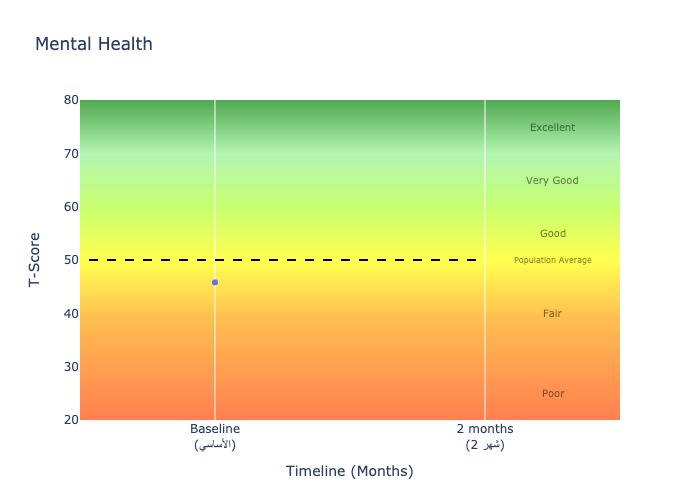 Mental Health
80
70
60
50
40
30
20
T-Score
Excellent
Very Good
Good
Population Average
Fair
Poor
Baseline
(الأساسي)
2 months
(شهر 2)
Timeline (Months)